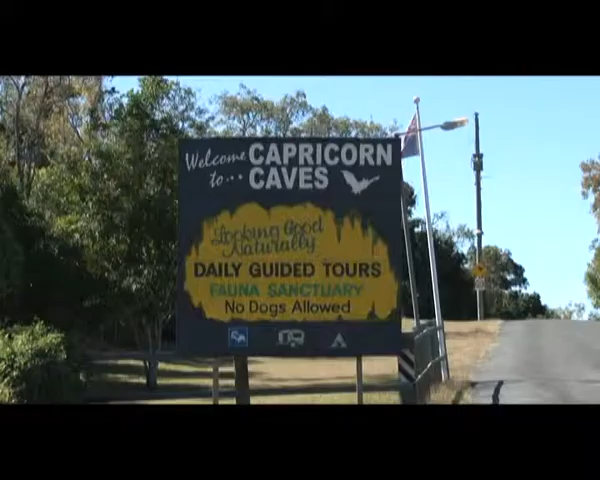 Welcome CAPRICORN
to... CAVES
Looking Good
Naturally
DAILY GUIDED TOURS
FAUNA SANCTUARY
No Dogs Allowed